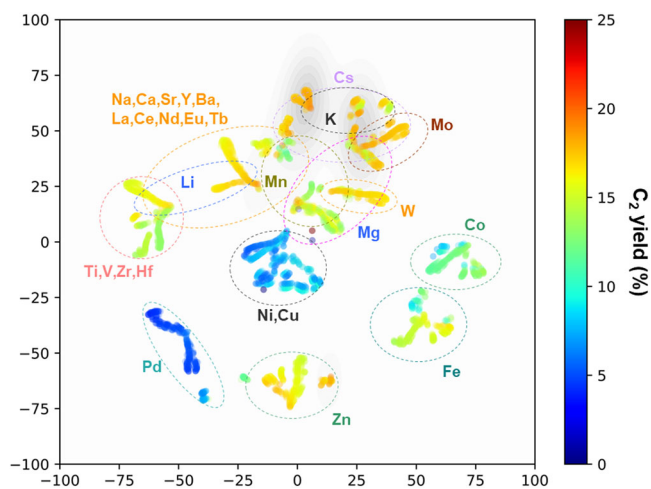 100
75
50
25
0
−25
−50
−75
−100
−100
−75
−50
−25
0
25
50
75
100
Na,Ca,Sr,Y,Ba,
La,Ce,Nd,Eu,Tb
Cs
K
Mo
Li
Mn
W
Mg
Co
Ti,V,Zr,Hf
Ni,Cu
Pd
Fe
Zn
25
20
15
10
5
0
C₂ yield (%)